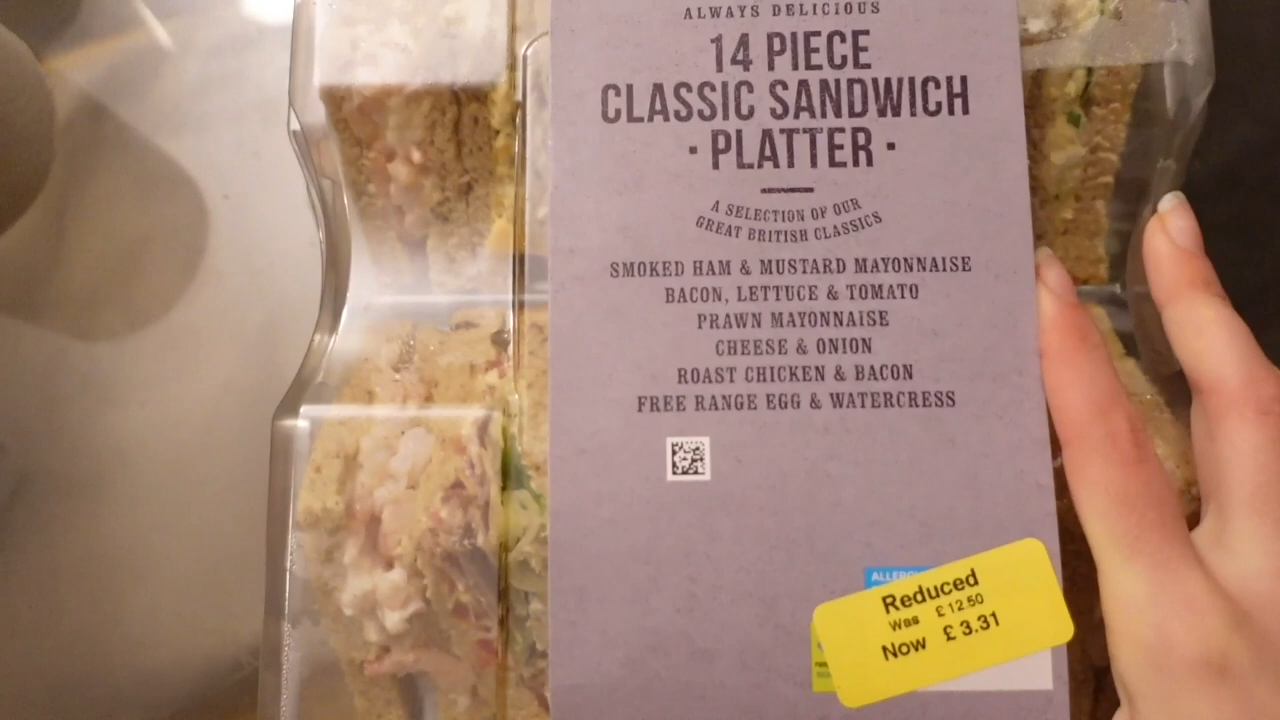 ALWAYS DELICIOUS
14 PIECE
CLASSIC SANDWICH
· PLATTER ·
A SELECTION OF OUR
GREAT BRITISH CLASSICS
SMOKED HAM & MUSTARD MAYONNAISE
BACON, LETTUCE & TOMATO
PRAWN MAYONNAISE
CHEESE & ONION
ROAST CHICKEN & BACON
FREE RANGE EGG & WATERCRESS
Reduced
Was £12.50
Now £3.31